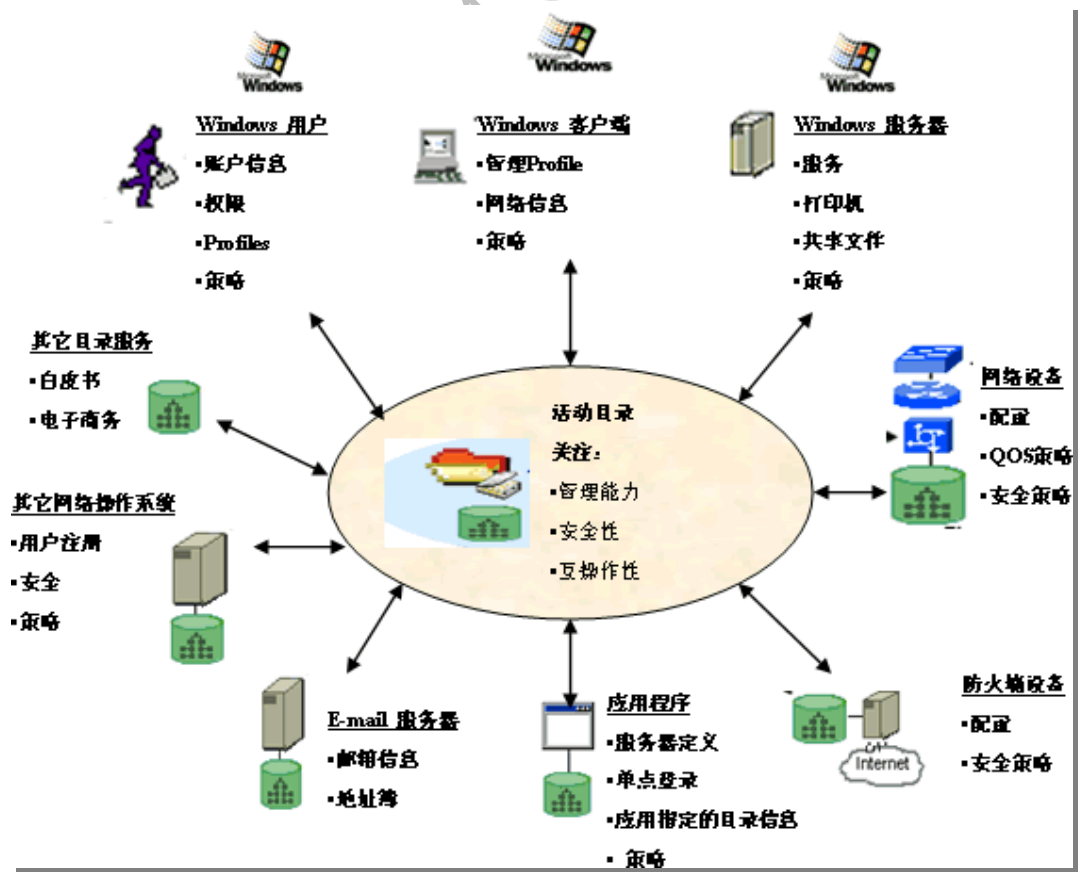 Microsoft
Windows
Microsoft
Windows
Microsoft
Windows
Windows 用户
▪账户信息
▪权限
▪Profiles
▪策略
Windows 客户端
▪管理Profile
▪网络信息
▪策略
Windows 服务器
▪服务
▪打印机
▪共享文件
▪策略
其它目录服务
▪白皮书
▪电子商务
活动目录
关注：
▪管理能力
▪安全性
▪互操作性
网络设备
▪配置
▪QOS策略
▪安全策略
其它网络操作系统
▪用户注册
▪安全
▪策略
E-mail 服务器
▪邮箱信息
▪地址簿
应用程序
▪服务器定义
▪单点登录
▪应用指定的目录信息
▪ 策略
防火墙设备
▪配置
▪安全策略
Internet